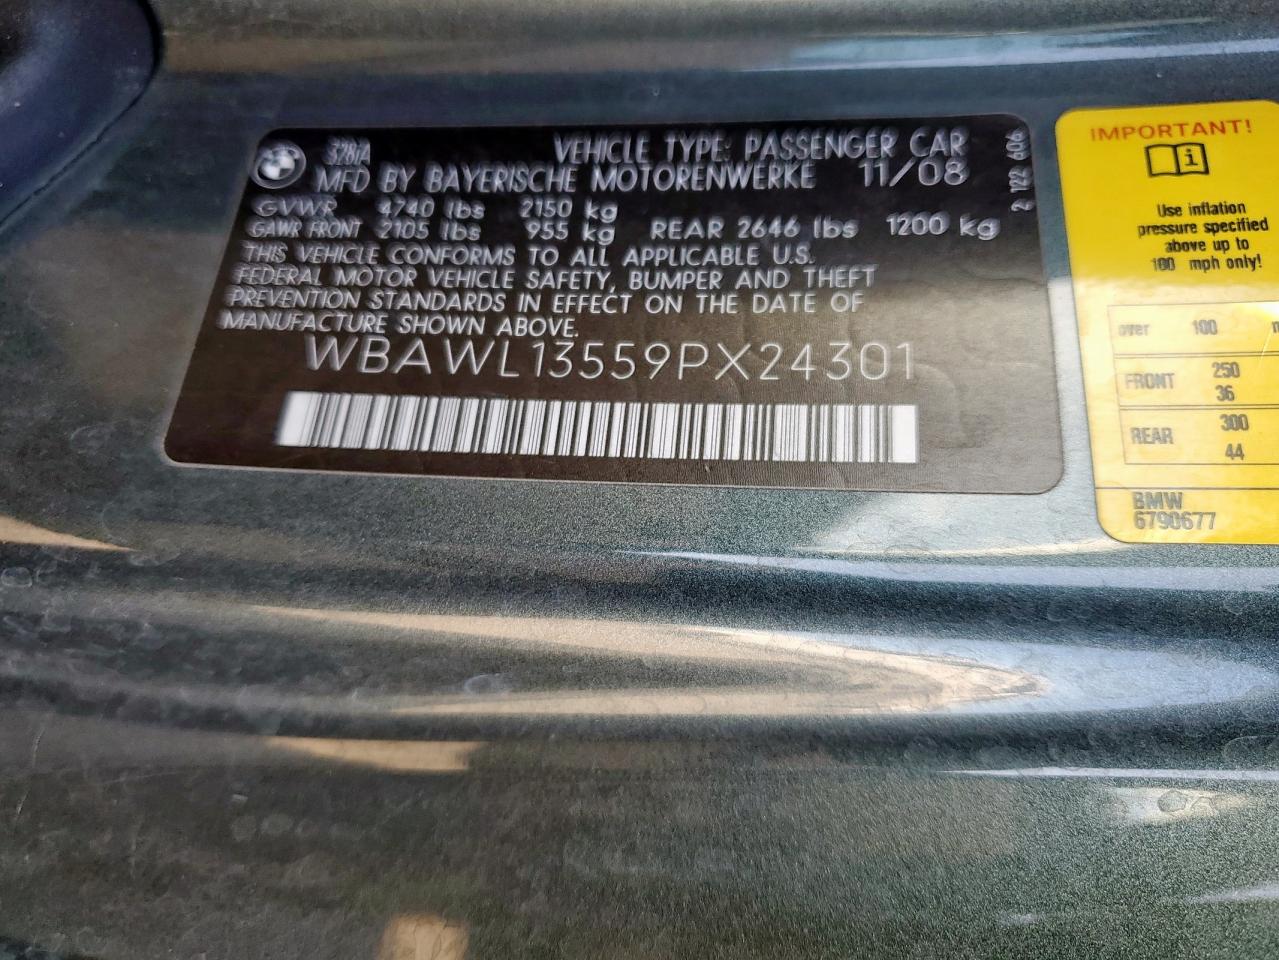 BMW
328iA VEHICLE TYPE: PASSENGER CAR
MFD BY BAYERISCHE MOTORENWERKE 11/08
GVWR 4740 lbs 2150 kg
GAWR FRONT 2105 lbs 955 kg REAR 2646 lbs 1200 kg
THIS VEHICLE CONFORMS TO ALL APPLICABLE U.S.
FEDERAL MOTOR VEHICLE SAFETY, BUMPER AND THEFT
PREVENTION STANDARDS IN EFFECT ON THE DATE OF
MANUFACTURE SHOWN ABOVE.
WBAWL13559PX24301
2 122 606
IMPORTANT!
i
Use inflation
pressure specified
above up to
100 mph only!
over 100 m
FRONT 250
36
REAR 300
44
BMW
6790677